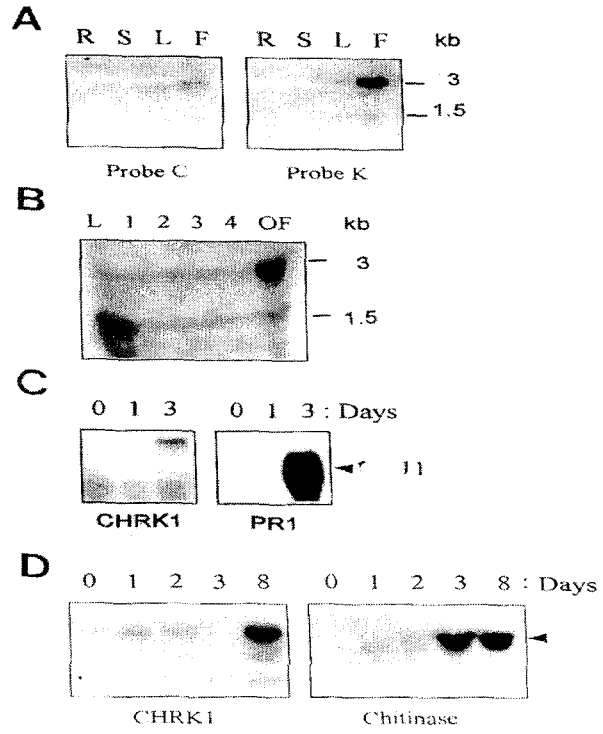 A
R S L F R S L F kb
3
1.5
Probe C Probe K
B
L 1 2 3 4 OF kb
3
1.5
C
0 1 3 : Days 0 1 3 : Days
CHRK1 PR1
D
0 1 2 3 8 0 1 2 3 8 : Days
CHRK1 Chitinase